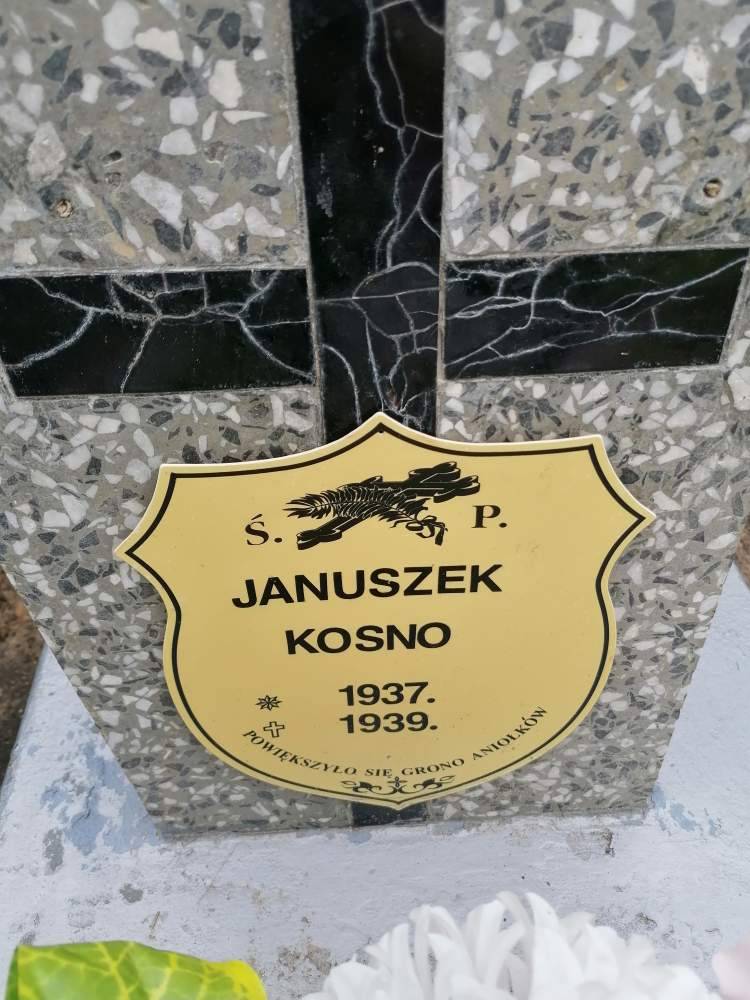 Ś. P.
JANUSZEK
KOSNO
1937.
1939.
POWIĘKSZYŁO SIĘ GRONO ANIOŁKÓW